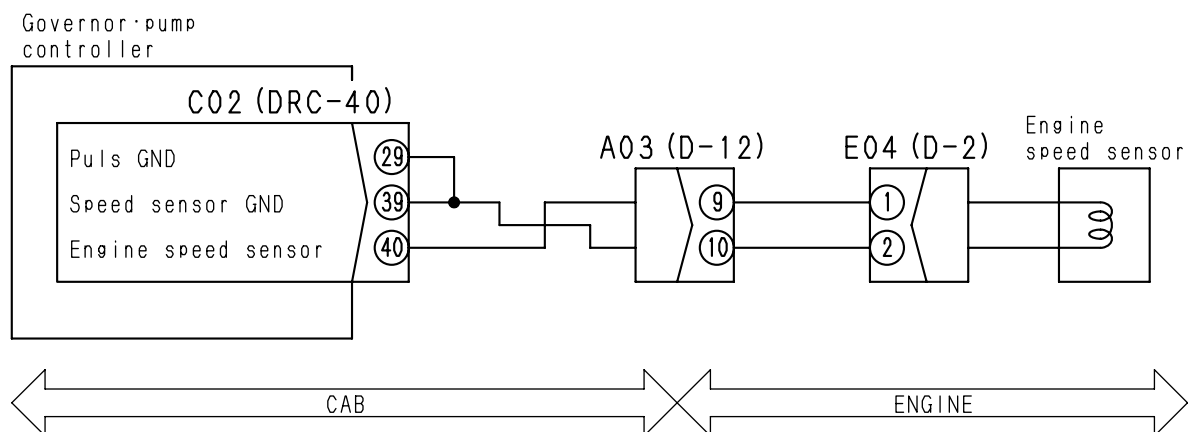 Governor·pump
controller
C02 (DRC-40)
Puls GND
Speed sensor GND
Engine speed sensor
29
39
40
A03 (D-12)
9
10
E04 (D-2)
1
2
Engine
speed sensor
CAB
ENGINE